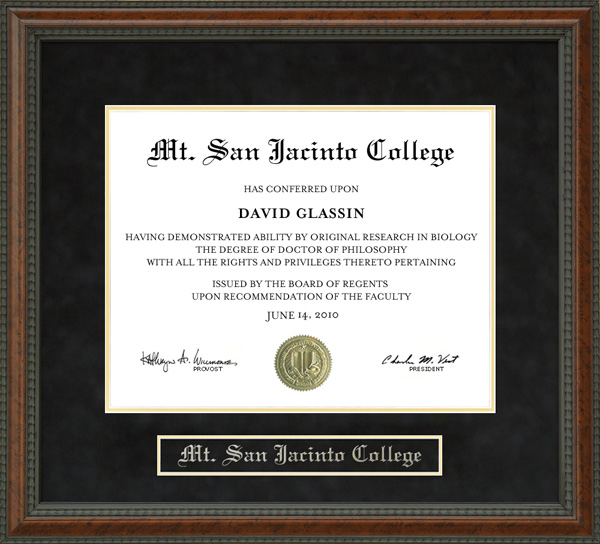 Mt. San Jacinto College
HAS CONFERRED UPON
DAVID GLASSIN
HAVING DEMONSTRATED ABILITY BY ORIGINAL RESEARCH IN BIOLOGY
THE DEGREE OF DOCTOR OF PHILOSOPHY
WITH ALL THE RIGHTS AND PRIVILEGES THERETO PERTAINING
ISSUED BY THE BOARD OF REGENTS
UPON RECOMMENDATION OF THE FACULTY
JUNE 14, 2010
PROVOST
PRESIDENT
Mt. San Jacinto College